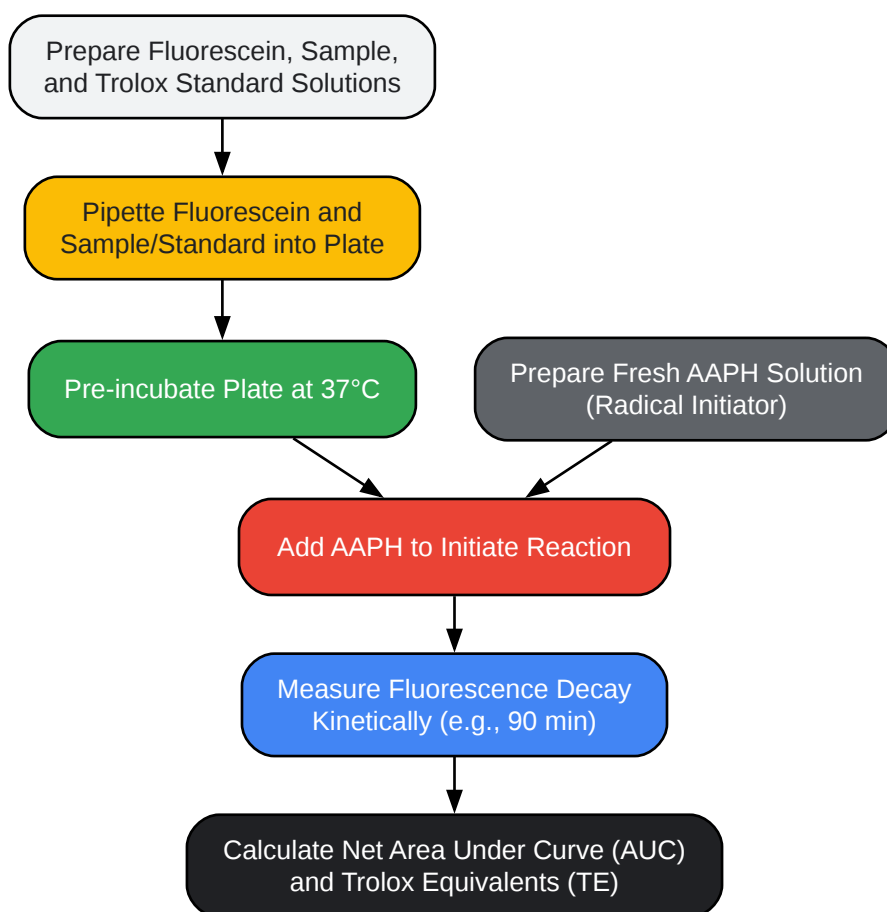 Prepare Fluorescein, Sample,
and Trolox Standard Solutions
Pipette Fluorescein and
Sample/Standard into Plate
Pre-incubate Plate at 37°C
Prepare Fresh AAPH Solution
(Radical Initiator)
Add AAPH to Initiate Reaction
Measure Fluorescence Decay
Kinetically (e.g., 90 min)
Calculate Net Area Under Curve (AUC)
and Trolox Equivalents (TE)